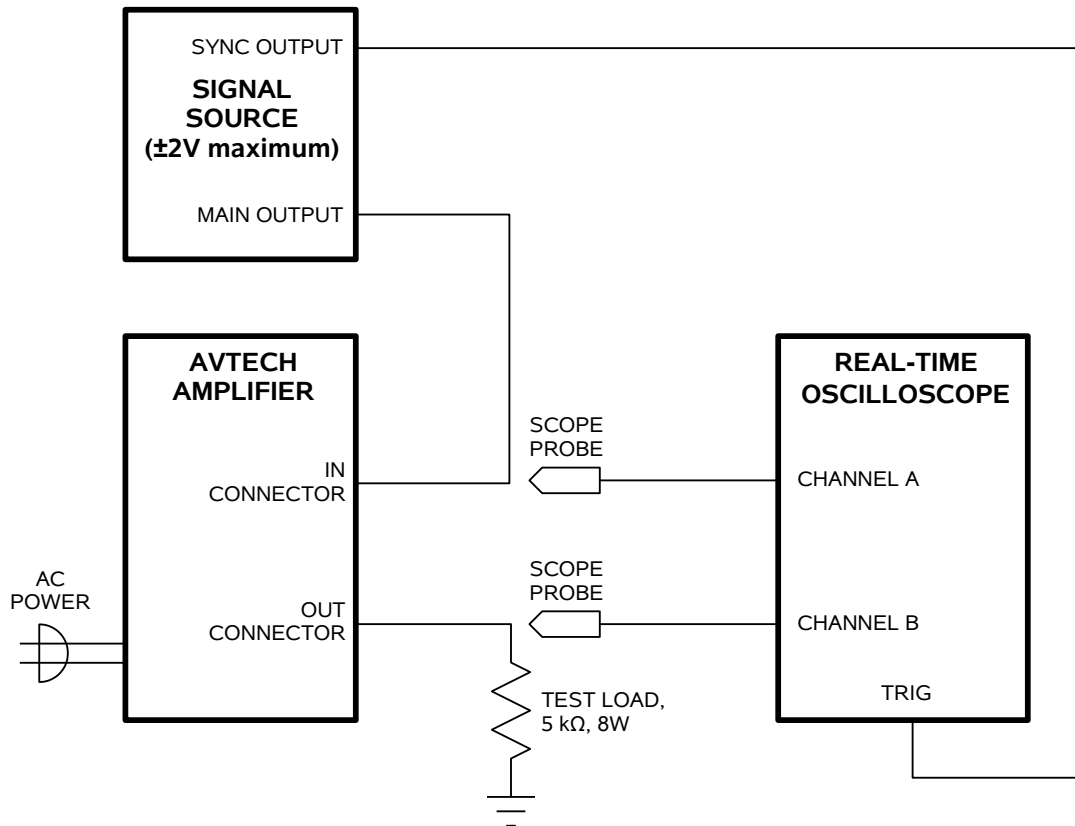 SYNC OUTPUT
SIGNAL
SOURCE
(±2V maximum)
MAIN OUTPUT
AVTECH
AMPLIFIER
IN
CONNECTOR
OUT
CONNECTOR
AC
POWER
SCOPE
PROBE
SCOPE
PROBE
TEST LOAD,
5 kΩ, 8W
REAL-TIME
OSCILLOSCOPE
CHANNEL A
CHANNEL B
TRIG